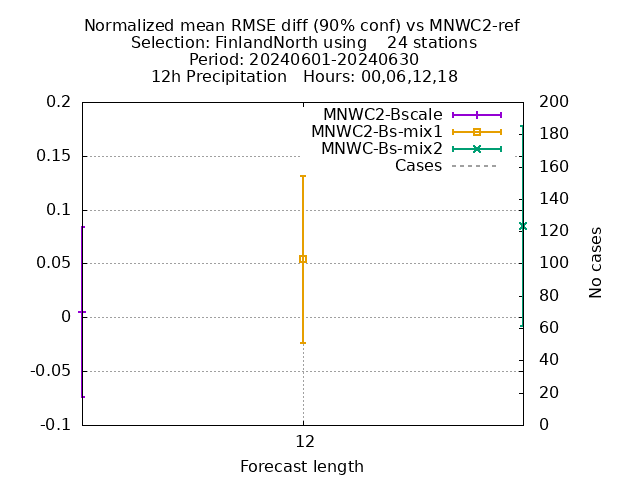 Normalized mean RMSE diff (90% conf) vs MNWC2-ref
Selection: FinlandNorth using    24 stations
Period: 20240601-20240630
12h Precipitation   Hours: 00,06,12,18
MNWC2-Bscale
MNWC2-Bs-mix1
MNWC-Bs-mix2
Cases
0.2
0.15
0.1
0.05
0
-0.05
-0.1
200
180
160
140
120
100
80
60
40
20
0
No cases
12
Forecast length